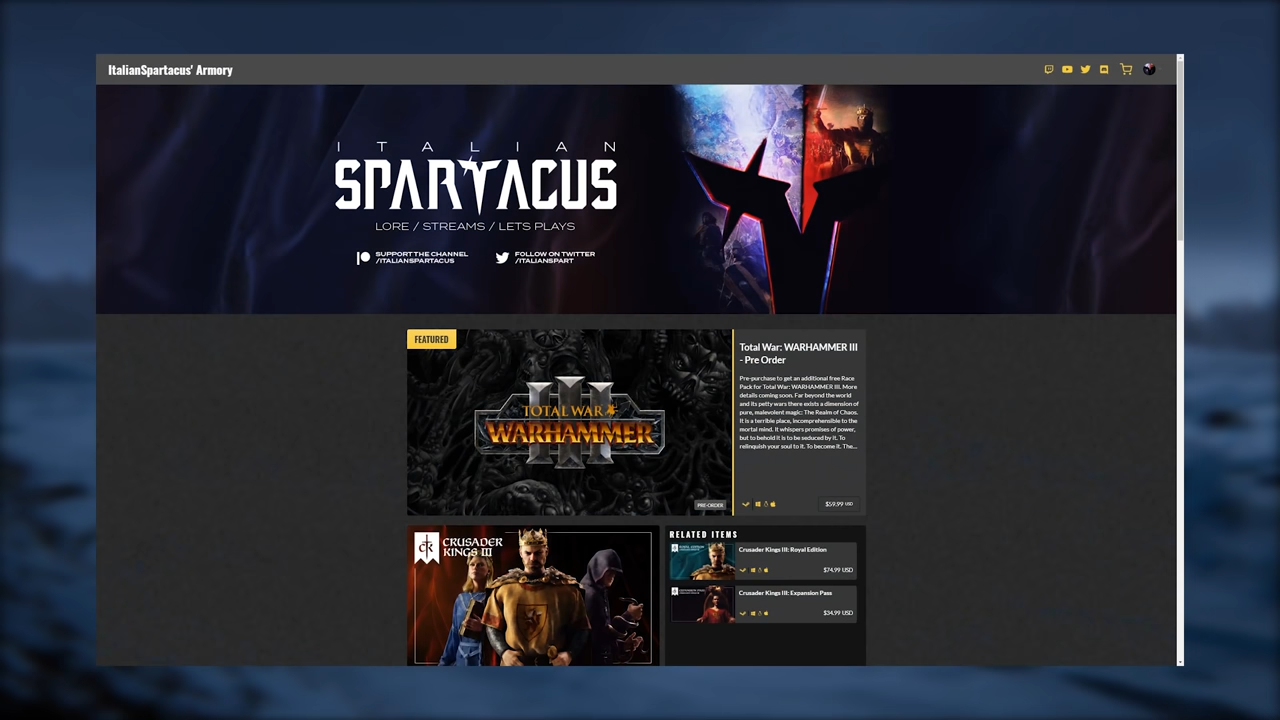 ItalianSpartacus' Armory
ITALIAN
SPARTACUS
LORE / STREAMS / LETS PLAYS
SUPPORT THE CHANNEL
/ITALIANSPARTACUS
FOLLOW ON TWITTER
/ITALIANSPART
FEATURED
TOTAL WAR
WARHAMMER
III
PRE-ORDER
Total War: WARHAMMER III
- Pre Order
Pre-purchase to get an additional free Race
Pack for Total War: WARHAMMER III. More
details coming soon. Far beyond the world
and its petty wars there exists a dimension of
pure, malevolent magic: The Realm of Chaos.
It is a terrible place, incomprehensible to the
mortal mind. It whispers promises of power,
but to behold it is to be seduced by it. To
relinquish your soul to it. To become it. The...
$59.99 USD
CRUSADER
KINGS III
RELATED ITEMS
Crusader Kings III: Royal Edition
$74.99 USD
Crusader Kings III: Expansion Pass
$34.99 USD